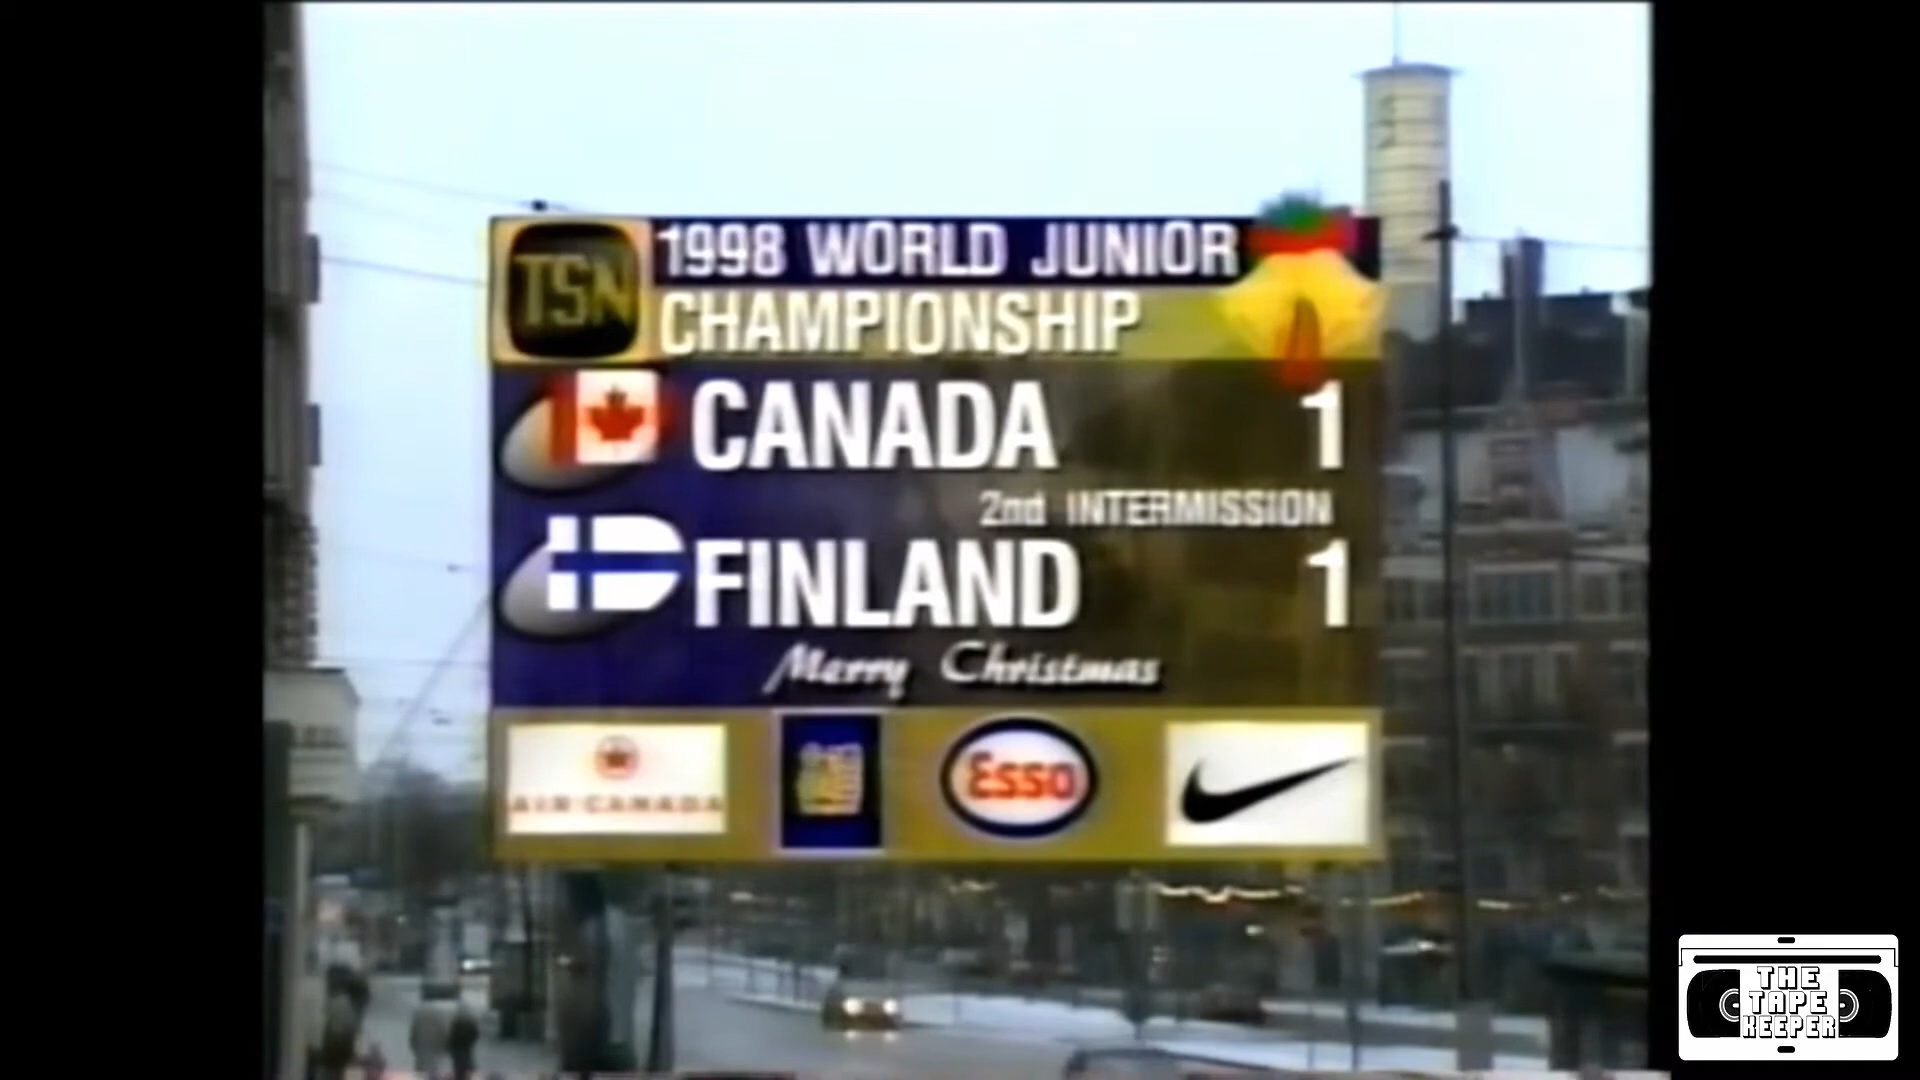 TSN
1998 WORLD JUNIOR
CHAMPIONSHIP
CANADA 1
2nd INTERMISSION
FINLAND 1
Merry Christmas
AIR CANADA
Esso
THE
TAPE
KEEPER